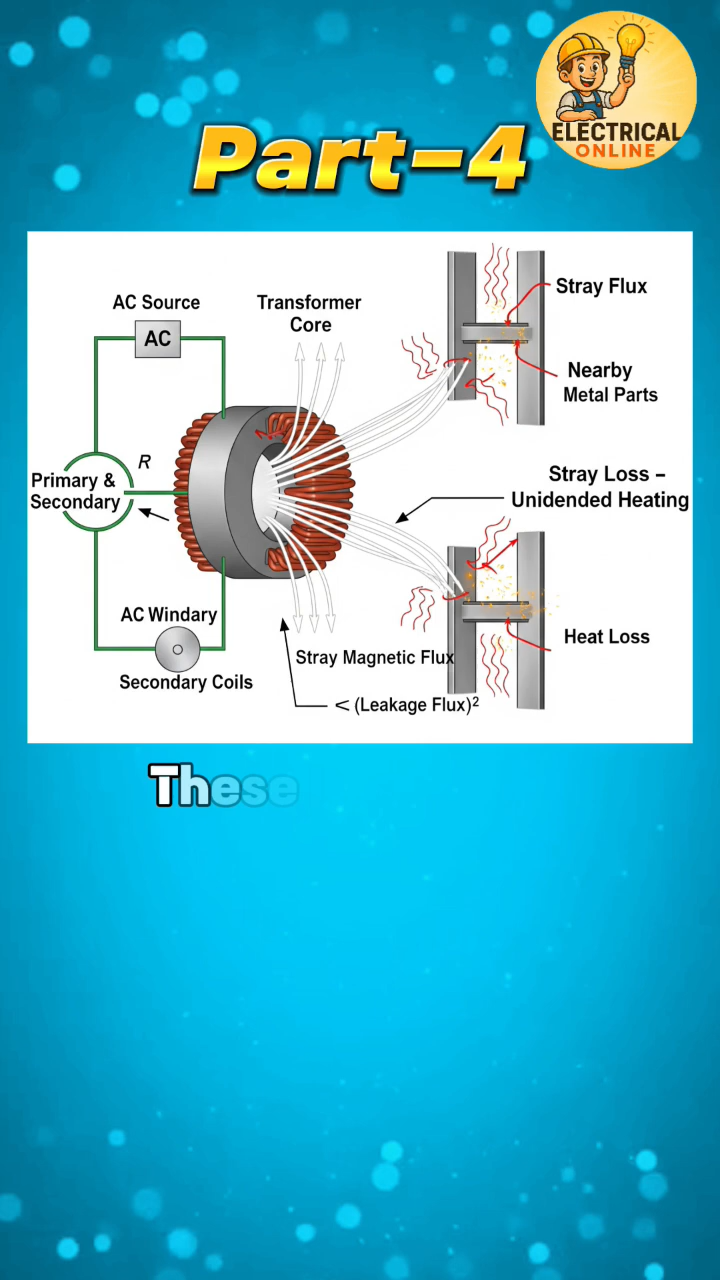 ELECTRICAL
ONLINE
Part-4
AC Source
AC
Transformer
Core
Stray Flux
Nearby
Metal Parts
R
Primary &
Secondary
Stray Loss –
Unidended Heating
AC Windary
Secondary Coils
Stray Magnetic Flux
Heat Loss
< (Leakage Flux)²
These